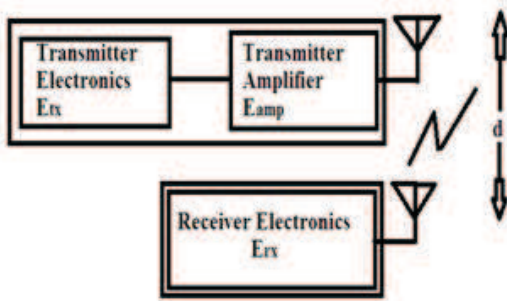 Transmitter
Electronics
Etx
Transmitter
Amplifier
Eamp
d
Receiver Electronics
Erx